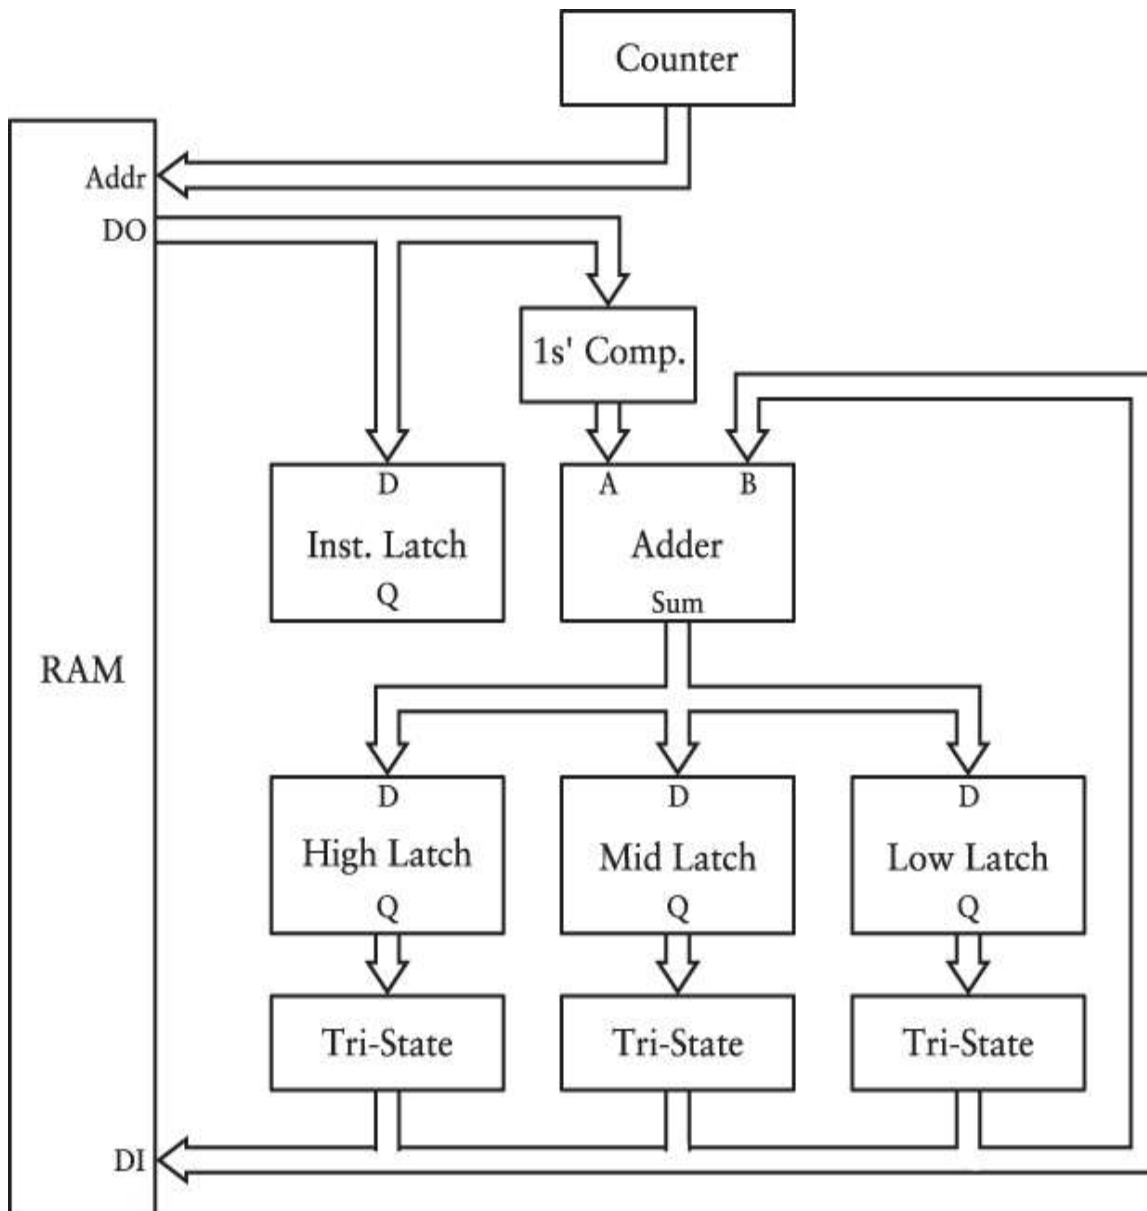 Counter
Addr
DO
1s' Comp.
D
A
B
Inst. Latch
Adder
Q
Sum
RAM
D
D
D
High Latch
Mid Latch
Low Latch
Q
Q
Q
Tri-State
Tri-State
Tri-State
DI